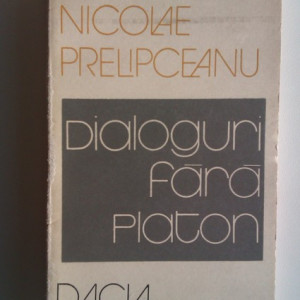 NICOLAE
PRELIPCEANU
Dialoguri
fără
platon
DACIA